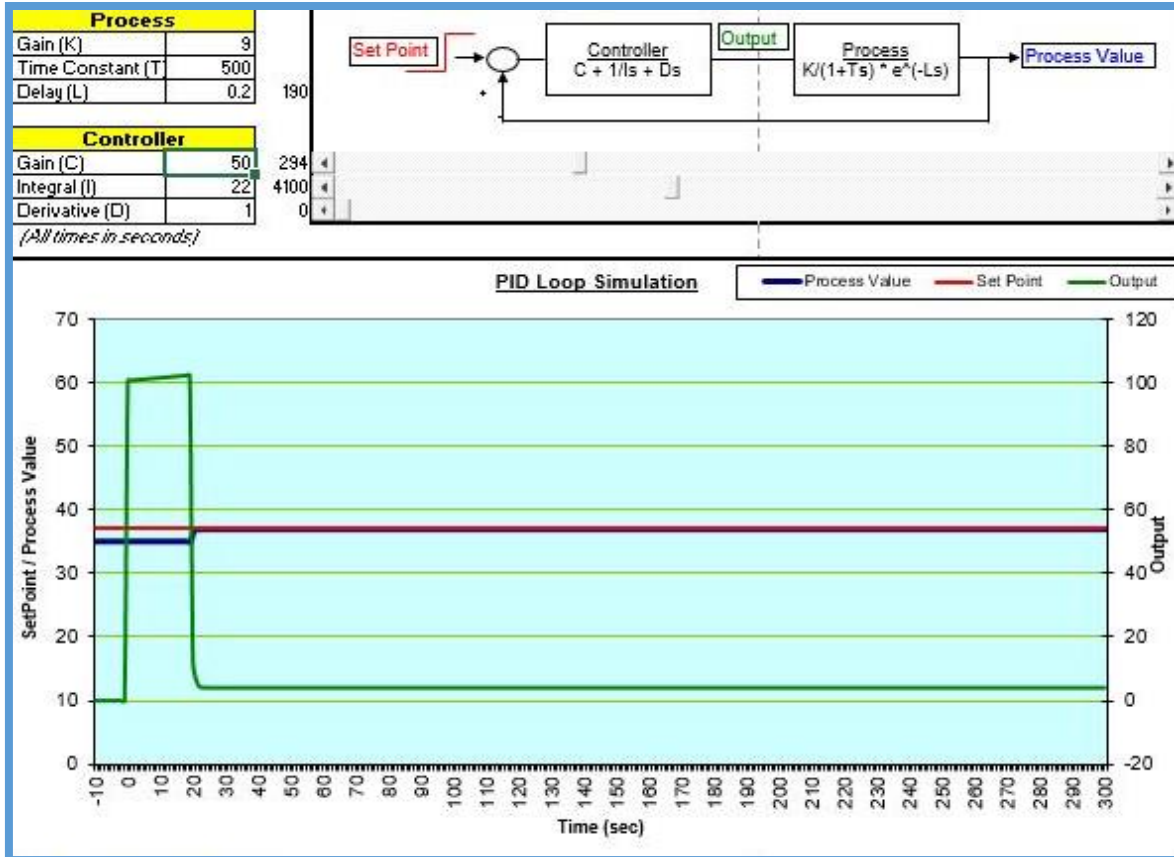 Process
Gain (K) 9
Time Constant (T 500
Delay (L) 0.2 190
Controller
Gain (C) 50 294
Integral (I) 22 4100
Derivative (D) 1 0
(All times in seconds)
Set Point
+
-
Controller
C + 1/Is + Ds
Output
Process
K/(1+Ts) * e^(-Ls)
Process Value
PID Loop Simulation
Process Value Set Point Output
SetPoint / Process Value
70
60
50
40
30
20
10
0
120
100
80
60
40
20
0
-20
Output
-10 0 10 20 30 40 50 60 70 80 90 100 110 120 130 140 150 160 170 180 190 200 210 220 230 240 250 260 270 280 290 300
Time (sec)